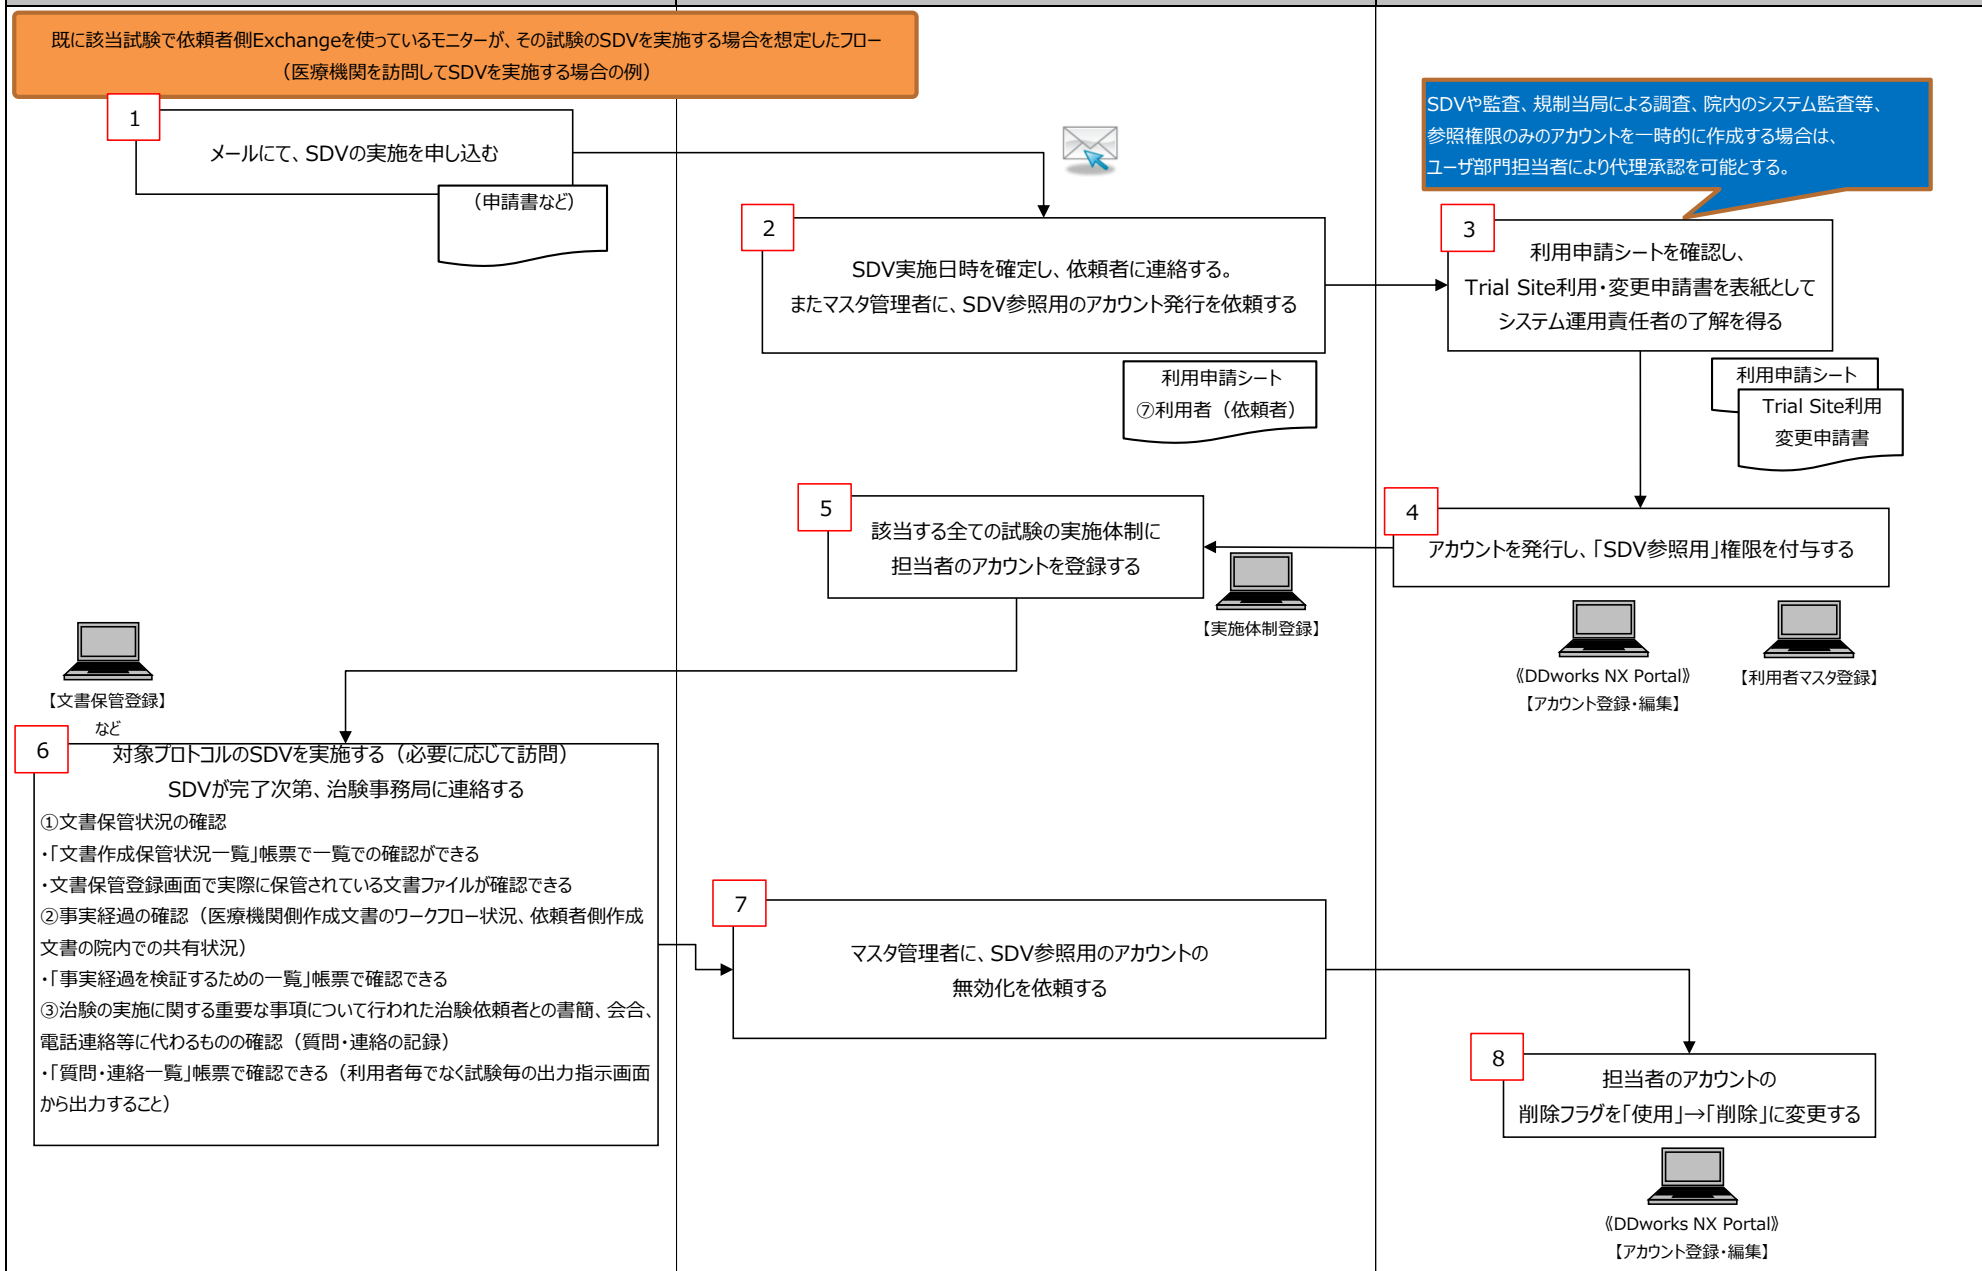 既に該当試験で依頼者側Exchangeを使っているモニターが、その試験のSDVを実施する場合を想定したフロー
（医療機関を訪問してSDVを実施する場合の例）
1
メールにて、SDVの実施を申し込む
（申請書など）
2
SDV実施日時を確定し、依頼者に連絡する。
またマスタ管理者に、SDV参照用のアカウント発行を依頼する
利用申請シート
⑦利用者（依頼者）
SDVや監査、規制当局による調査、院内のシステム監査等、
参照権限のみのアカウントを一時的に作成する場合は、
ユーザ部門担当者により代理承認を可能とする。
3
利用申請シートを確認し、
Trial Site利用・変更申請書を表紙として
システム運用責任者の了解を得る
利用申請シート
Trial Site利用
変更申請書
4
アカウントを発行し、「SDV参照用」権限を付与する
《DDworks NX Portal》
【アカウント登録・編集】
【利用者マスタ登録】
5
該当する全ての試験の実施体制に
担当者のアカウントを登録する
【実施体制登録】
【文書保管登録】
など
6
対象プロトコルのSDVを実施する（必要に応じて訪問）
SDVが完了次第、治験事務局に連絡する
①文書保管状況の確認
・「文書作成保管状況一覧」帳票で一覧での確認ができる
・文書保管登録画面で実際に保管されている文書ファイルが確認できる
②事実経過の確認（医療機関側作成文書のワークフロー状況、依頼者側作成
文書の院内での共有状況）
・「事実経過を検証するための一覧」帳票で確認できる
③治験の実施に関する重要な事項について行われた治験依頼者との書簡、会合、
電話連絡等に代わるものの確認（質問・連絡の記録）
・「質問・連絡一覧」帳票で確認できる（利用者毎でなく試験毎の出力指示画面
から出力すること）
7
マスタ管理者に、SDV参照用のアカウントの
無効化を依頼する
8
担当者のアカウントの
削除フラグを「使用」→「削除」に変更する
《DDworks NX Portal》
【アカウント登録・編集】